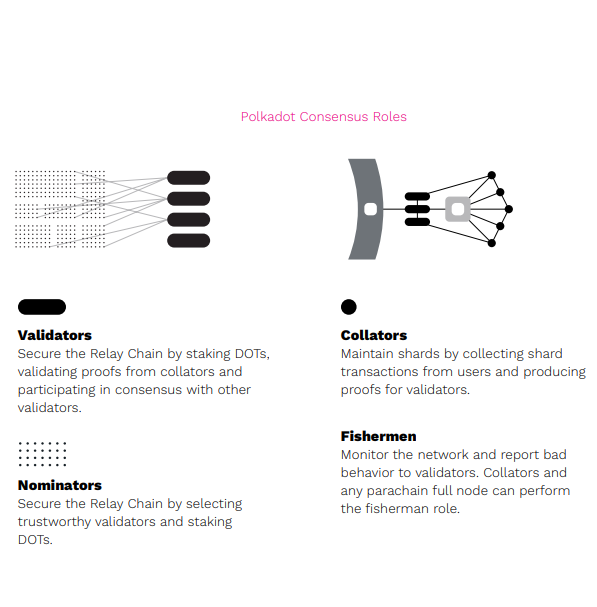 Polkadot Consensus Roles
Validators
Secure the Relay Chain by staking DOTs,
validating proofs from collators and
participating in consensus with other
validators.
Nominators
Secure the Relay Chain by selecting
trustworthy validators and staking
DOTs.
Collators
Maintain shards by collecting shard
transactions from users and producing
proofs for validators.
Fishermen
Monitor the network and report bad
behavior to validators. Collators and
any parachain full node can perform
the fisherman role.